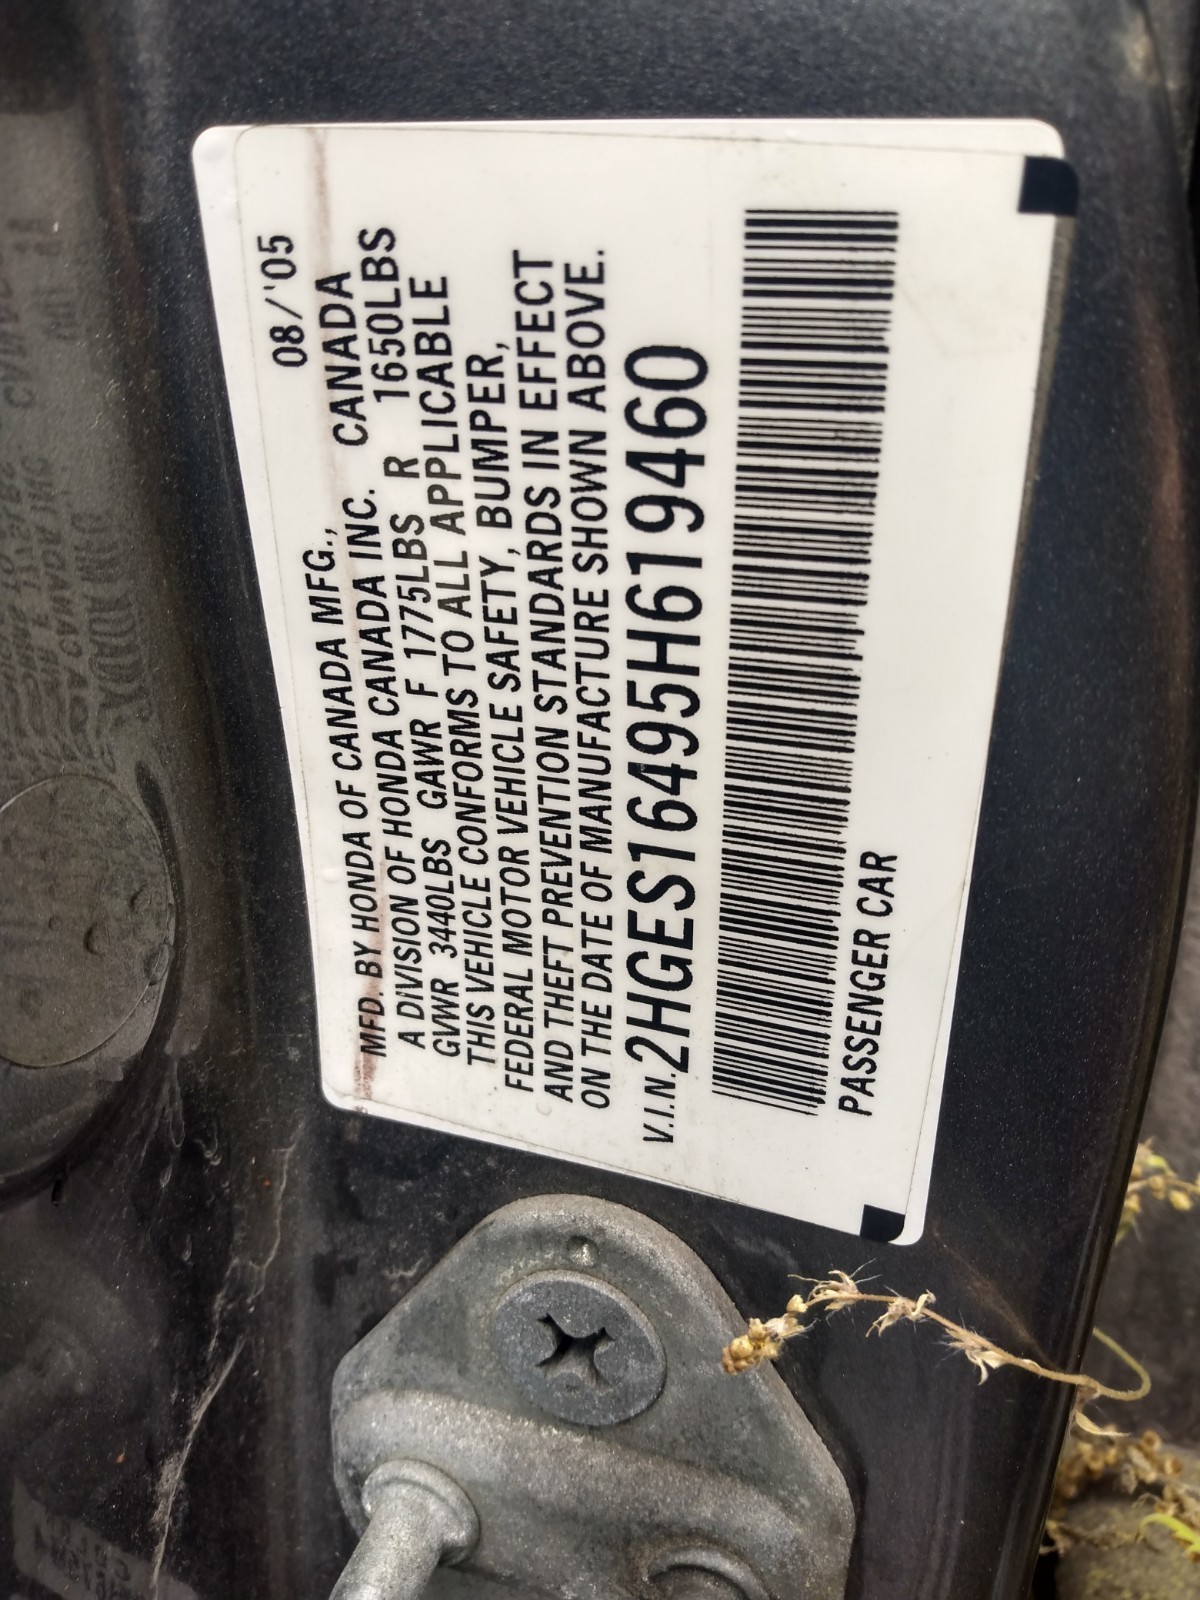 08/'05
MFD. BY HONDA OF CANADA MFG., CANADA
A DIVISION OF HONDA CANADA INC.
GVWR 3440LBS GAWR F 1775LBS R 1650LBS
THIS VEHICLE CONFORMS TO ALL APPLICABLE
FEDERAL MOTOR VEHICLE SAFETY, BUMPER,
AND THEFT PREVENTION STANDARDS IN EFFECT
ON THE DATE OF MANUFACTURE SHOWN ABOVE.
V.I.N. 2HGES16495H619460
PASSENGER CAR